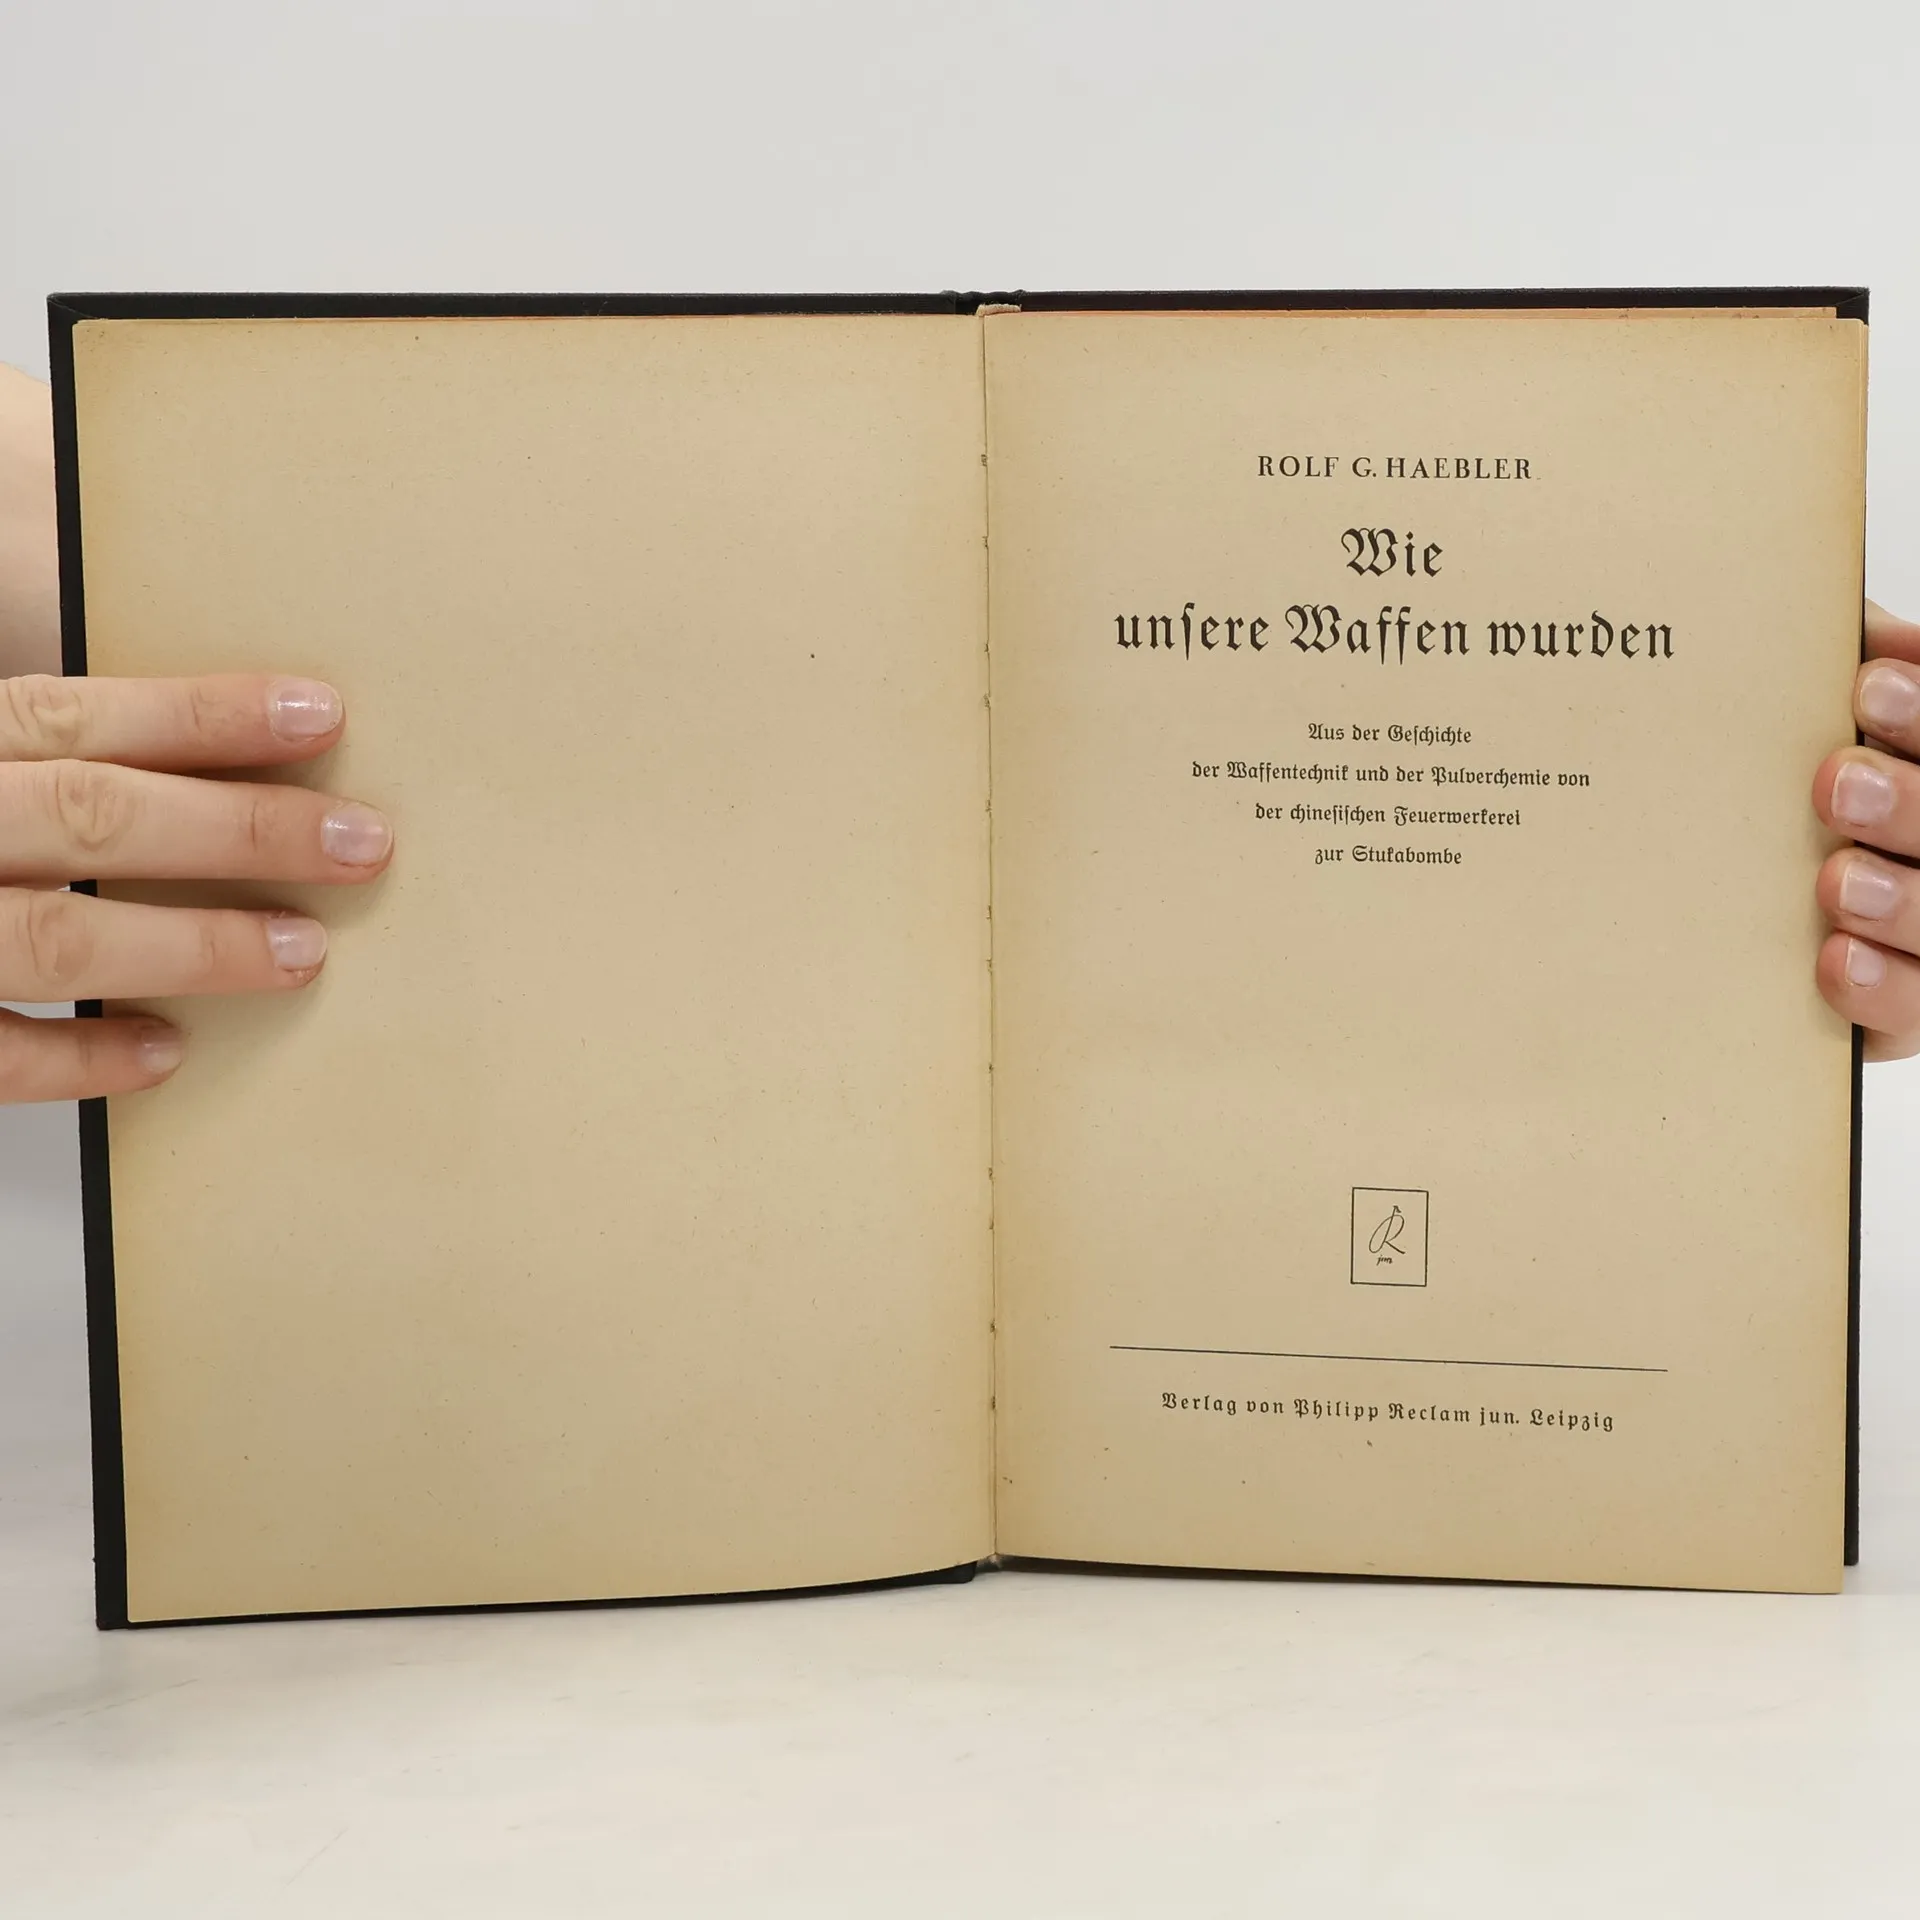 ROLF G. HAEBLER
Wie
unſere Waffen wurden
Aus der Geſchichte
der Waffentechnik und der Pulverchemie von
der chineſiſchen Feuerwerkerei
zur Stukabombe
R
jun.
Verlag von Philipp Reclam jun. Leipzig